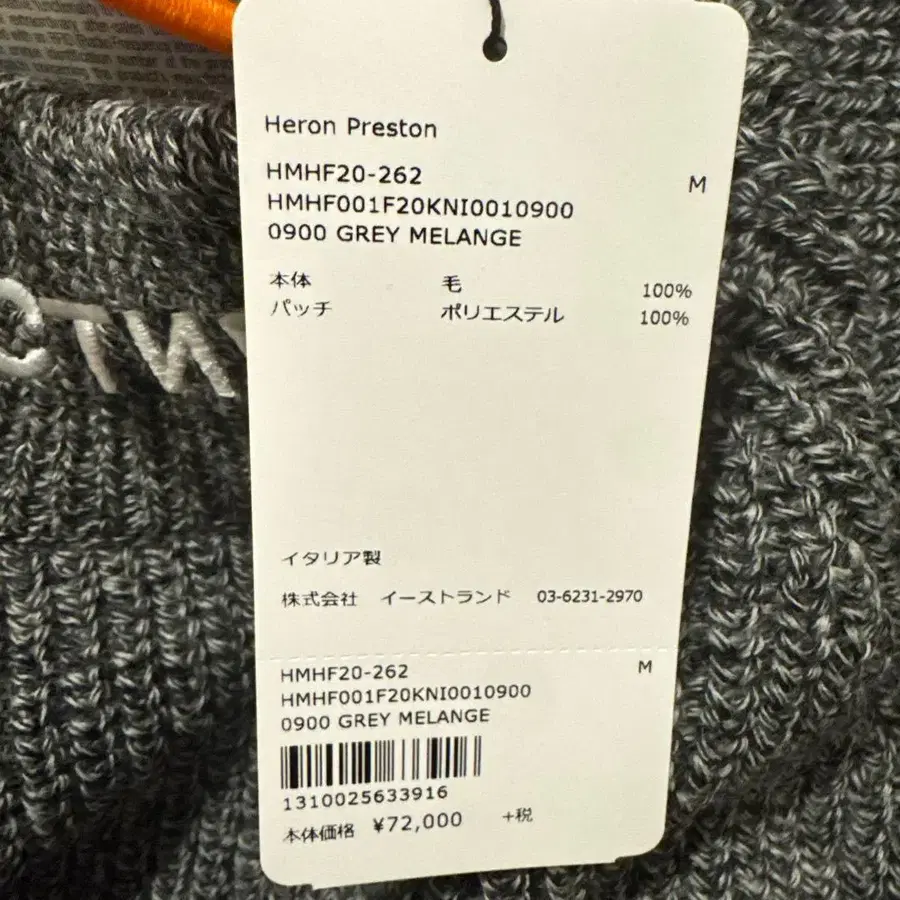 Heron Preston
HMHF20-262 M
HMHF001F20KNI0010900
0900 GREY MELANGE
本体 毛 100%
パッチ ポリエステル 100%
イタリア製
株式会社 イーストランド 03-6231-2970
HMHF20-262 M
HMHF001F20KNI0010900
0900 GREY MELANGE
1310025633916
本体価格 ¥72,000 +税